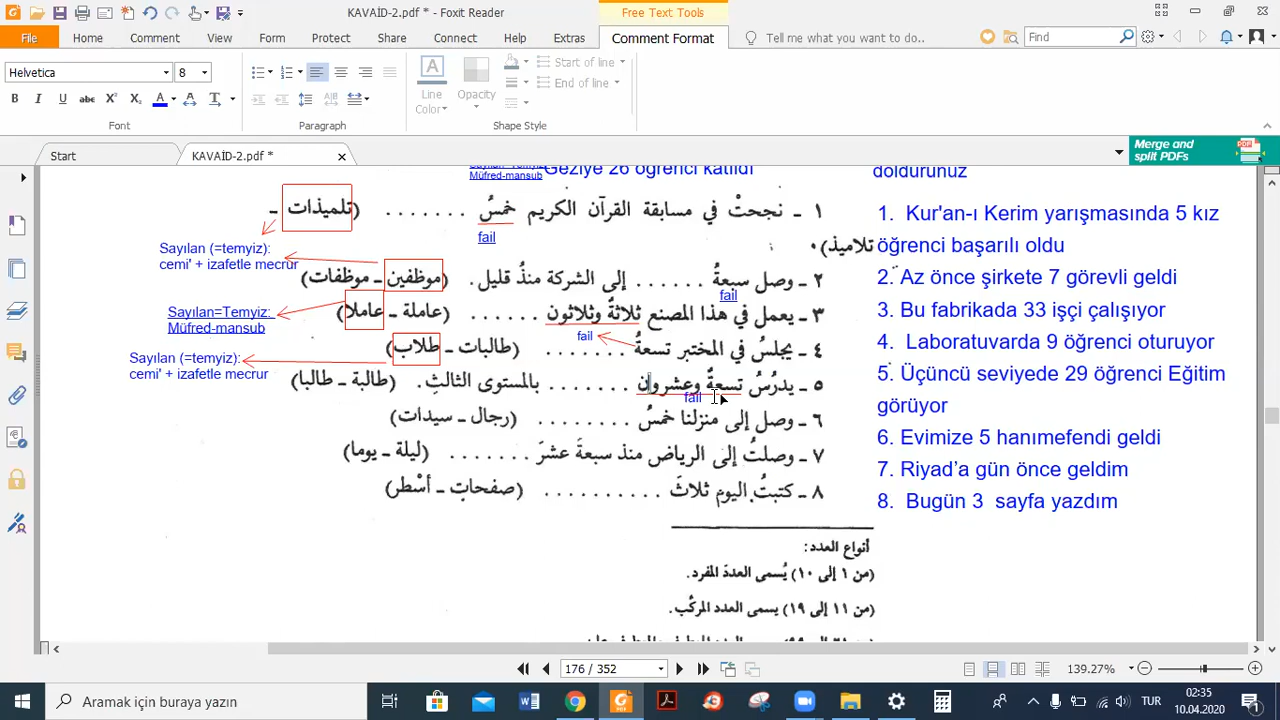 KAVAİD-2.pdf * - Foxit Reader
Free Text Tools
File Home Comment View Form Protect Share Connect Help Extras Comment Format Tell me what you want to do... Find
Helvetica 8
Start of line
End of line
Line Color
Opacity
Font Paragraph Shape Style
Start KAVAİD-2.pdf *
Merge and split PDFs
Müfred-mansub
Geziye 26 öğrenci katıldı
doldurunuz
١ ـ نجحتْ في مسابقة القرآن الكريم خمسُ . . . . . . . (تلميذات ـ
تلاميذ).
fail
Sayılan (=temyiz):
cemi' + izafetle mecrur
٢ ـ وصل سبعةُ . . . . . . إلى الشركة منذُ قليل. (موظفين ـ موظفات)
fail
٣ ـ يعمل في هذا المصنع ثلاثةٌ وثلاثون . . . . . . (عاملة ـ عاملا)
fail
Sayılan=Temyiz:
Müfred-mansub
٤ ـ يجلسُ في المختبر تسعةُ . . . . . . . (طالبات ـ طلاب)
Sayılan (=temyiz):
cemi' + izafetle mecrur
٥ ـ يدرُسُ تسعةٌ وعشروان . . . . . . . بالمستوى الثالثِ. (طالبة ـ طالبا)
fail
٦ ـ وصل إلى منزلنا خمسُ . . . . . . . . (رجال ـ سيدات)
٧ ـ وصلتُ إلى الرياض منذ سبعةَ عشرَ . . . . . . . (ليلة ـ يوما)
٨ ـ كتبتُ اليوم ثلاثَ . . . . . . . . . . (صفحاتٍ ـ أسْطر)
أنواع العدد:
(من ١ إلى ١٠) يُسمى العددَ المفرد.
(من ١١ إلى ١٩) يسمى العدد المركّب.
1. Kur'an-ı Kerim yarışmasında 5 kız
öğrenci başarılı oldu
2. Az önce şirkete 7 görevli geldi
3. Bu fabrikada 33 işçi çalışıyor
4. Laboratuvarda 9 öğrenci oturuyor
5. Üçüncü seviyede 29 öğrenci Eğitim
görüyor
6. Evimize 5 hanımefendi geldi
7. Riyad’a gün önce geldim
8. Bugün 3 sayfa yazdım
176 / 352
139.27%
Aramak için buraya yazın
TUR
02:35
10.04.2020